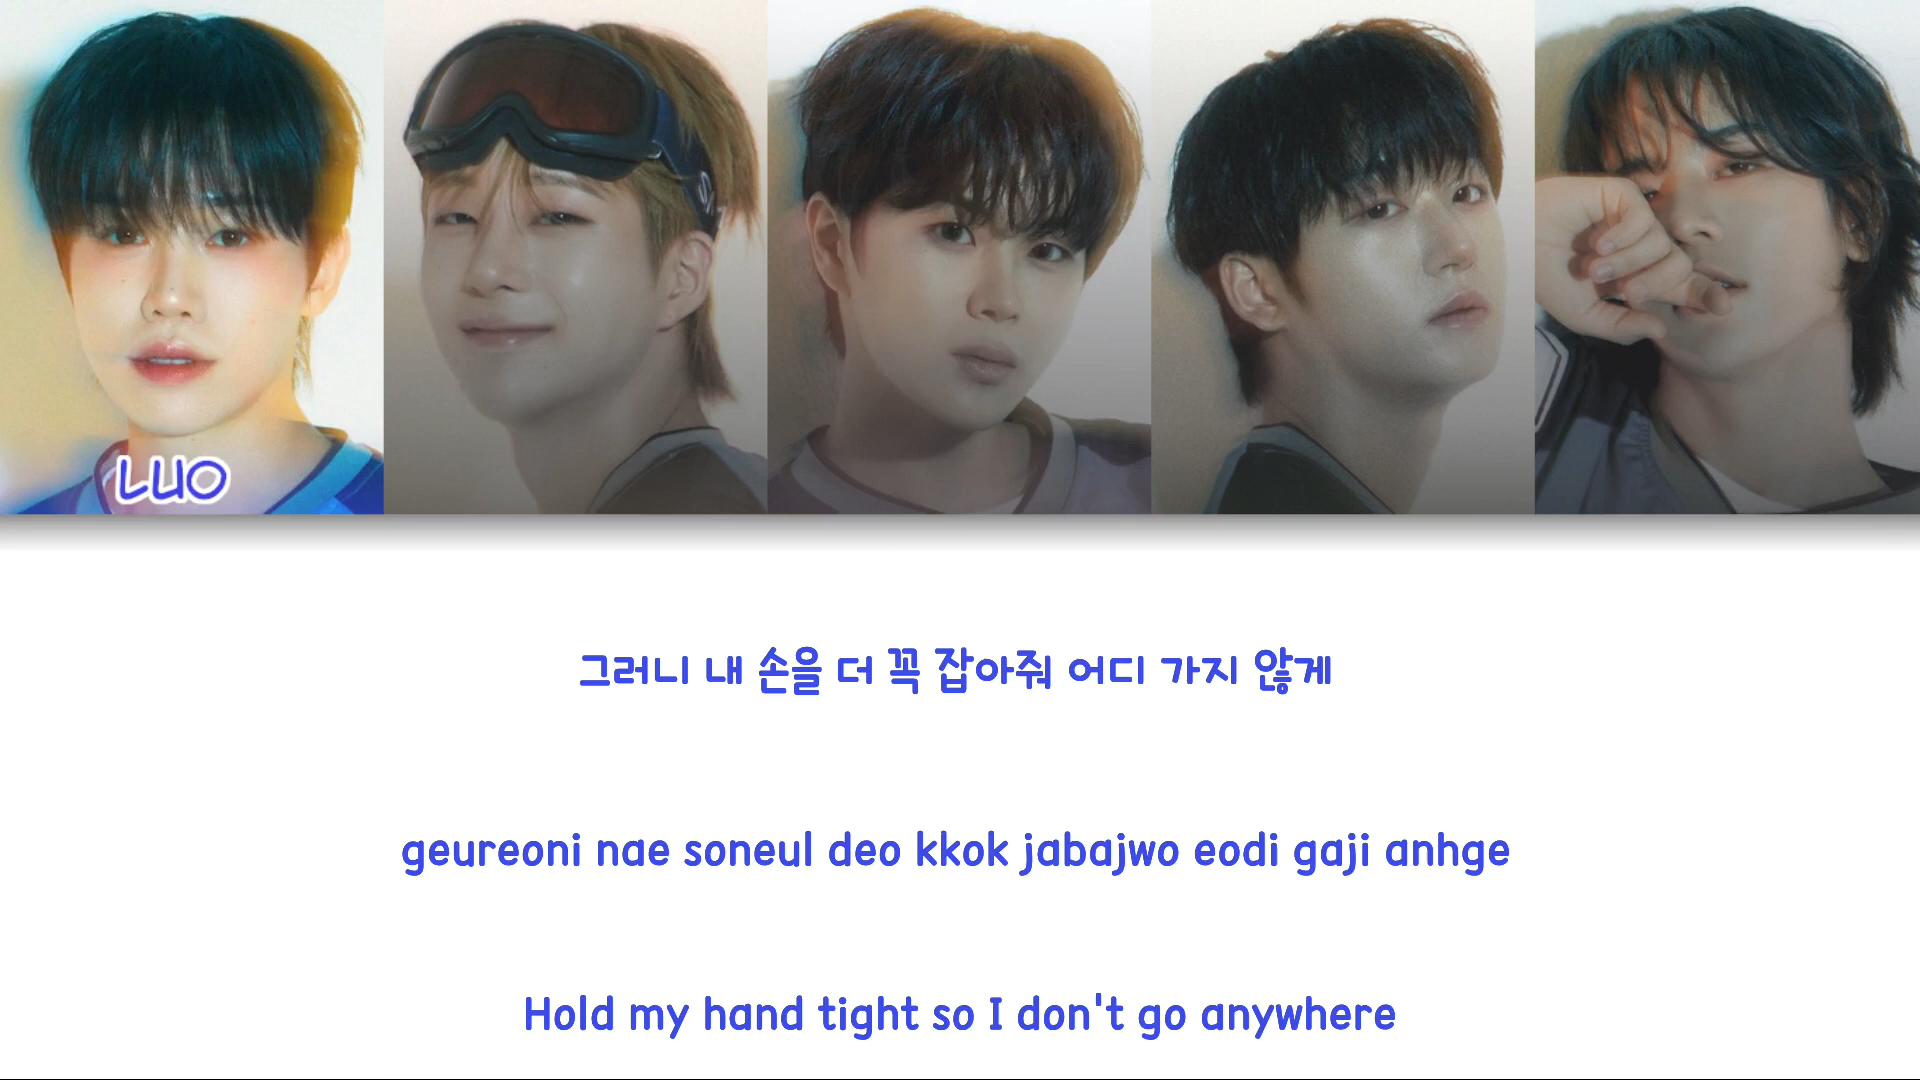 LUO
그러니 내 손을 더 꼭 잡아줘 어디 가지 않게
geureoni nae soneul deo kkok jabajwo eodi gaji anhge
Hold my hand tight so I don't go anywhere